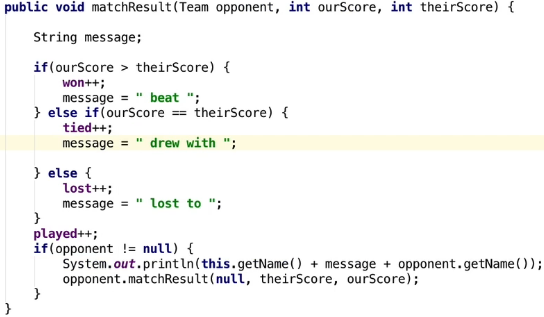 public void matchResult(Team opponent, int ourScore, int theirScore) {
String message;
if(ourScore > theirScore) {
won++;
message = " beat ";
} else if(ourScore == theirScore) {
tied++;
message = " drew with ";
} else {
lost++;
message = " lost to ";
}
played++;
if(opponent != null) {
System.out.println(this.getName() + message + opponent.getName());
opponent.matchResult(null, theirScore, ourScore);
}
}